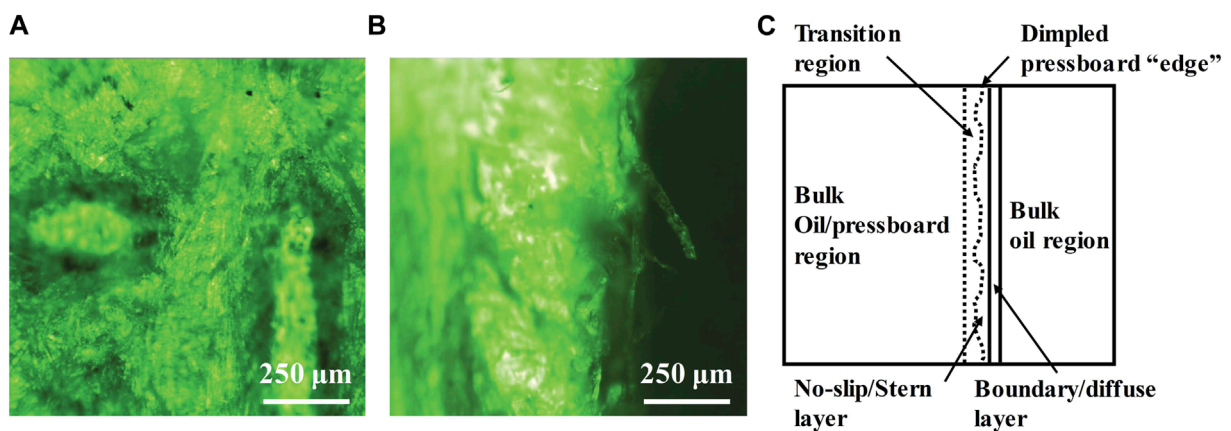 A
B
C
250 μm
250 μm
Transition
region
Dimpled
pressboard “edge”
Bulk
Oil/pressboard
region
Bulk
oil region
No-slip/Stern
layer
Boundary/diffuse
layer